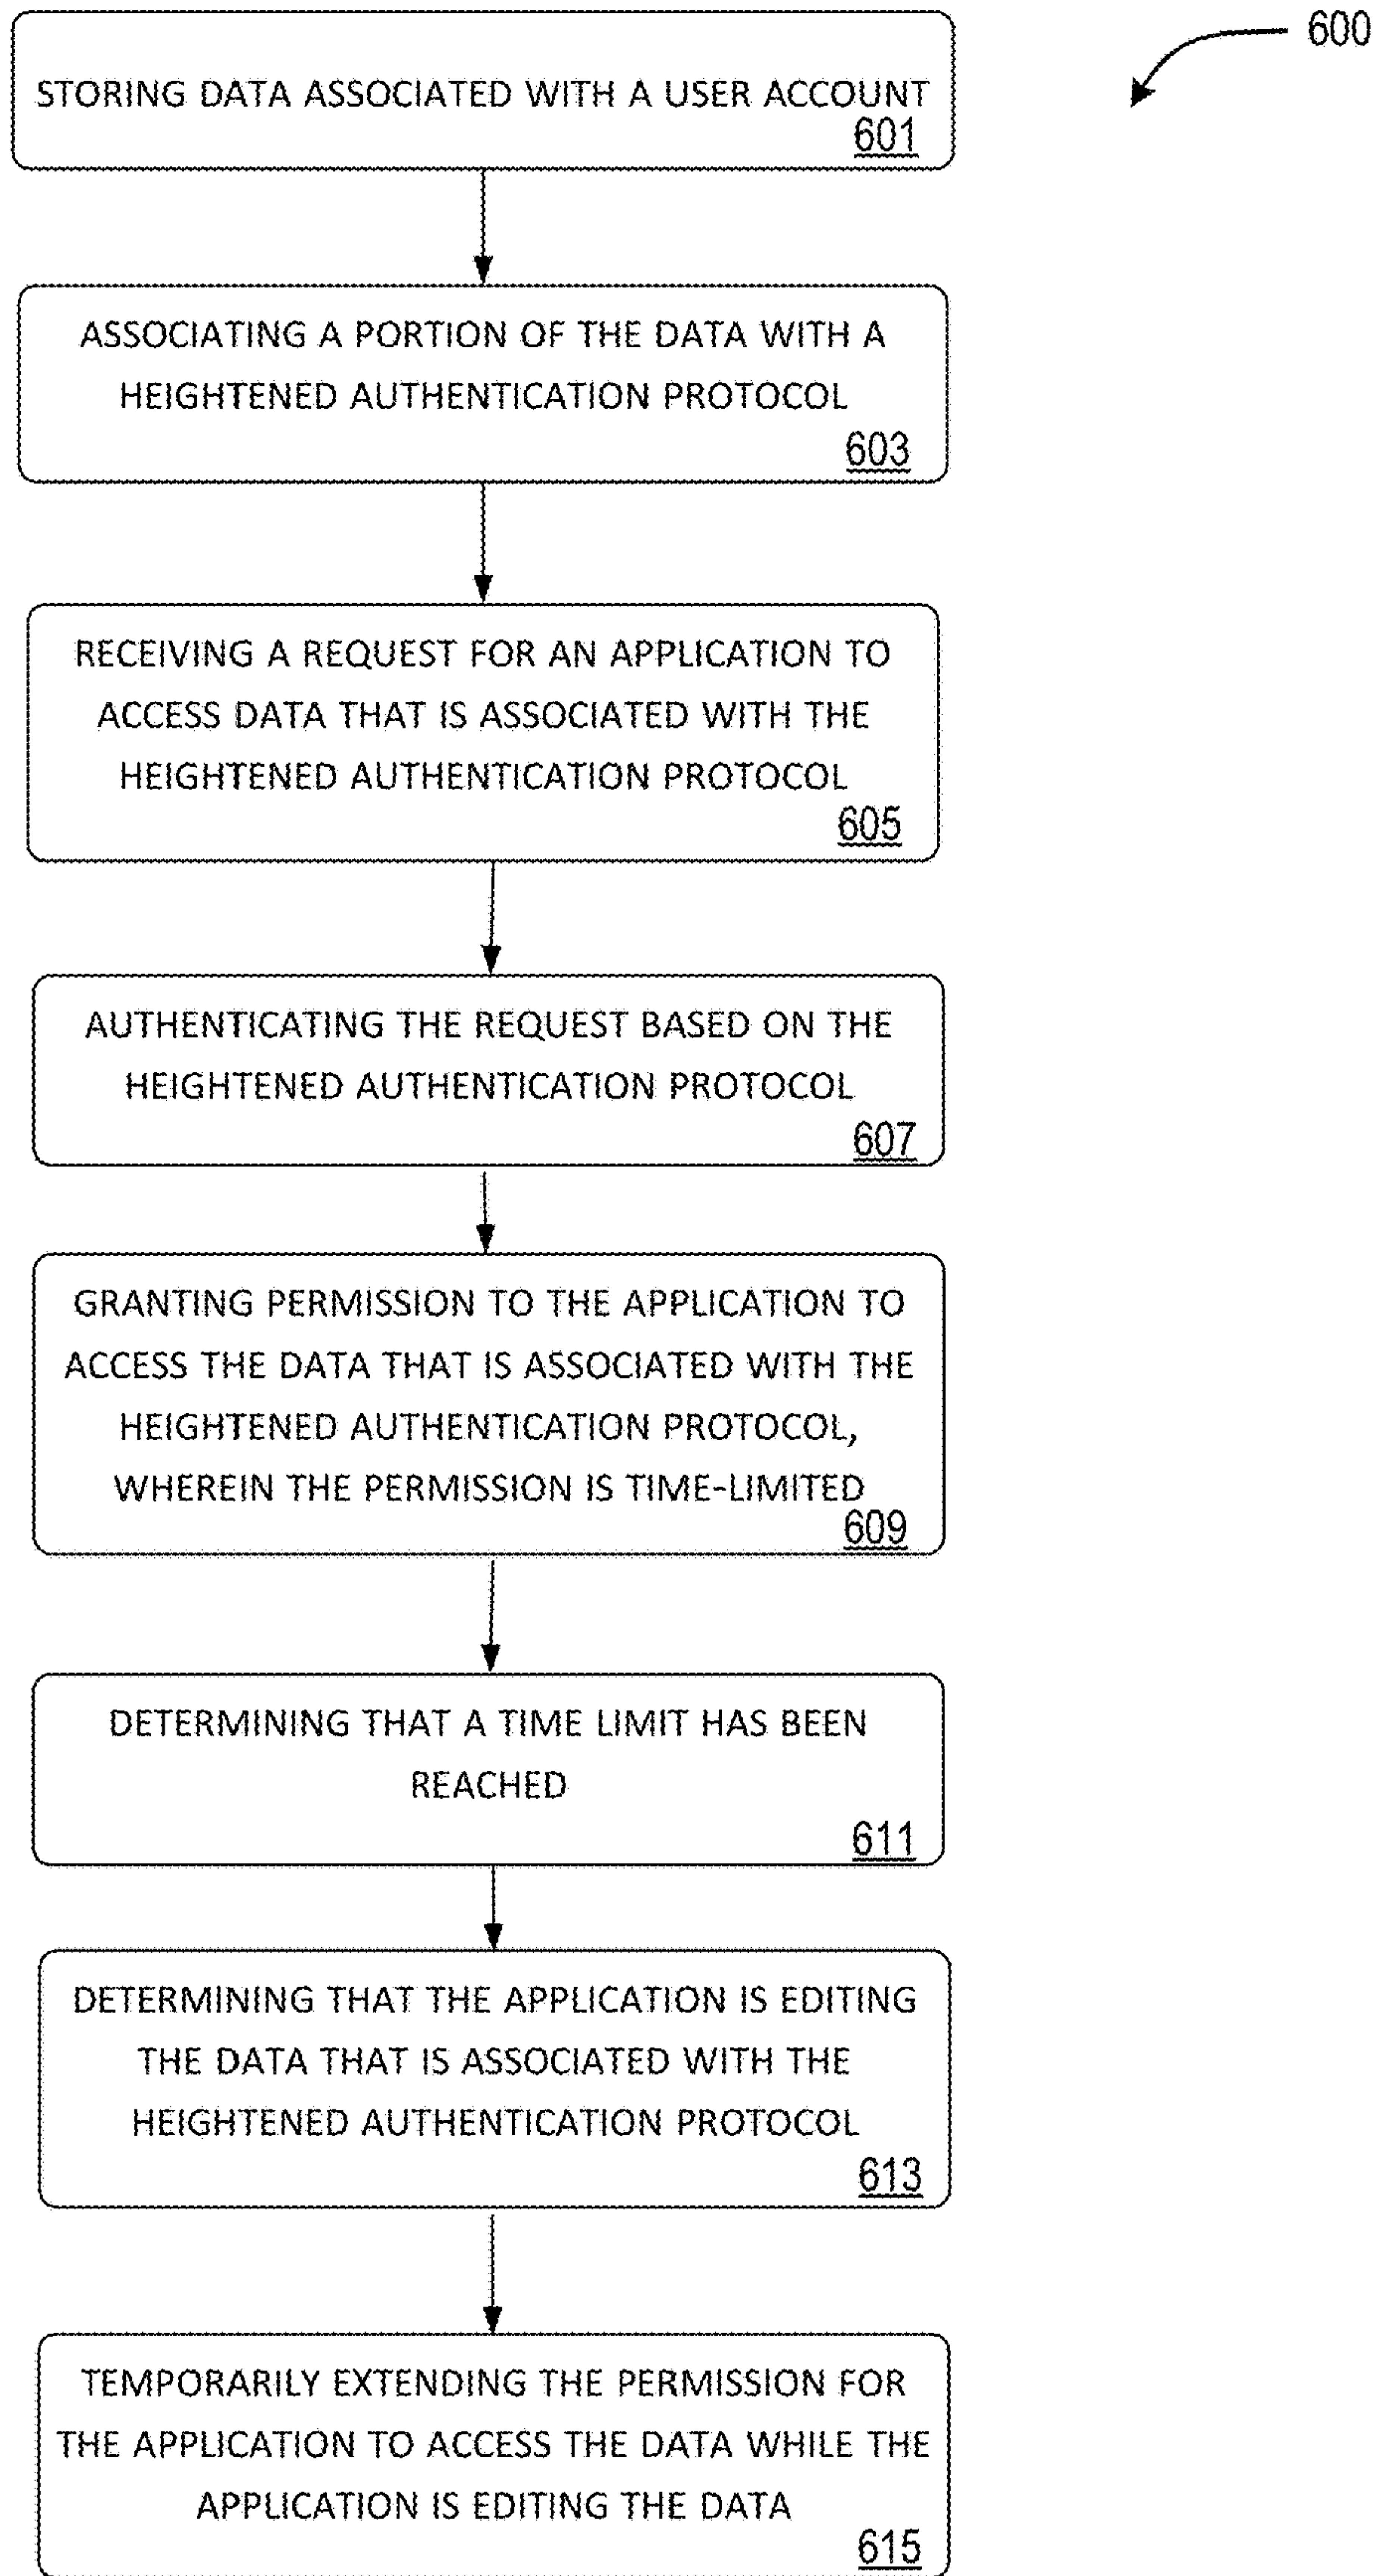 600
STORING DATA ASSOCIATED WITH A USER ACCOUNT
601
ASSOCIATING A PORTION OF THE DATA WITH A
HEIGHTENED AUTHENTICATION PROTOCOL
603
RECEIVING A REQUEST FOR AN APPLICATION TO
ACCESS DATA THAT IS ASSOCIATED WITH THE
HEIGHTENED AUTHENTICATION PROTOCOL
605
AUTHENTICATING THE REQUEST BASED ON THE
HEIGHTENED AUTHENTICATION PROTOCOL
607
GRANTING PERMISSION TO THE APPLICATION TO
ACCESS THE DATA THAT IS ASSOCIATED WITH THE
HEIGHTENED AUTHENTICATION PROTOCOL,
WHEREIN THE PERMISSION IS TIME-LIMITED
609
DETERMINING THAT A TIME LIMIT HAS BEEN
REACHED
611
DETERMINING THAT THE APPLICATION IS EDITING
THE DATA THAT IS ASSOCIATED WITH THE
HEIGHTENED AUTHENTICATION PROTOCOL
613
TEMPORARILY EXTENDING THE PERMISSION FOR
THE APPLICATION TO ACCESS THE DATA WHILE THE
APPLICATION IS EDITING THE DATA
615